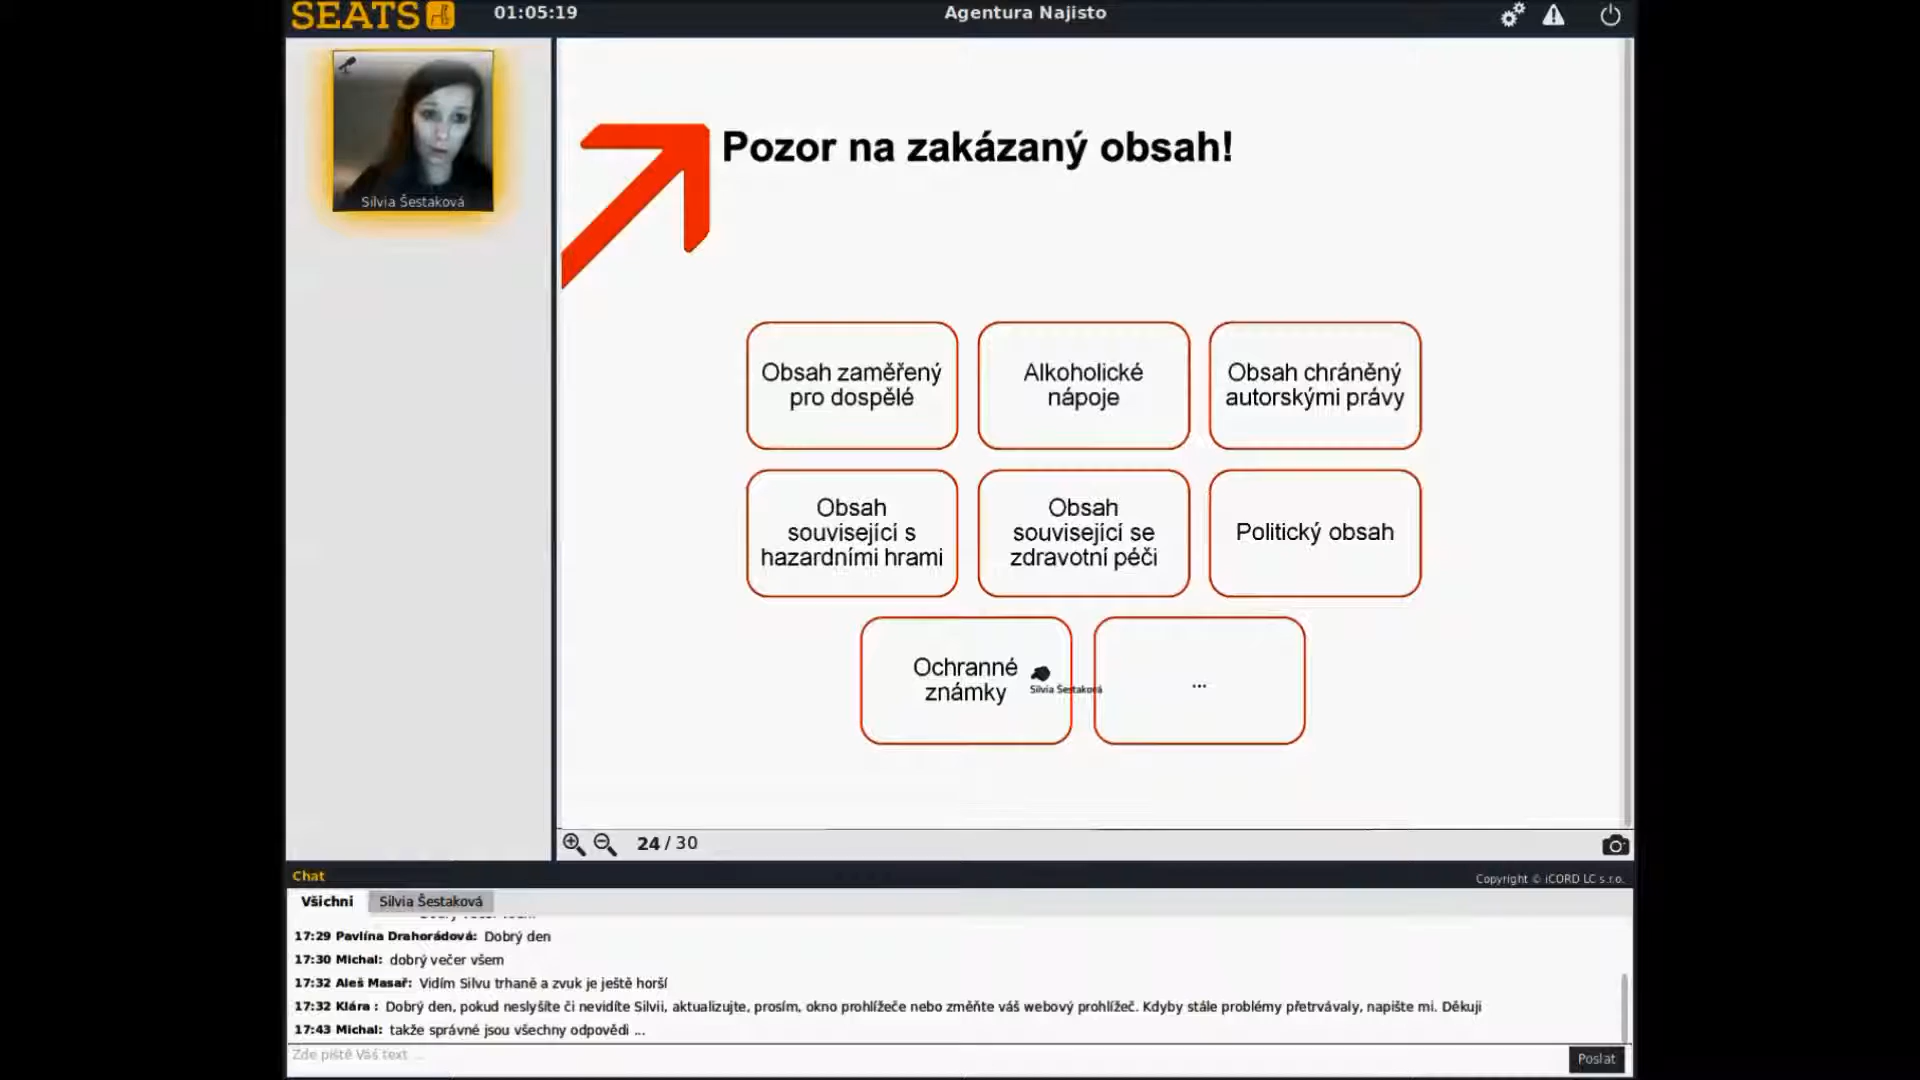 SEATS
01:05:19
Agentura Najisto
Silvia Šestaková
Pozor na zakázaný obsah!
Obsah zaměřený
pro dospělé
Alkoholické
nápoje
Obsah chráněný
autorskými právy
Obsah
související s
hazardními hrami
Obsah
související se
zdravotní péči
Politický obsah
Ochranné
známky
Silvia Šestaková
...
24 / 30
Chat
Copyright © iCORD LC s.r.o.
Všichni
Silvia Šestaková
17:29 Pavlína Drahorádová: Dobrý den
17:30 Michal: dobrý večer všem
17:32 Aleš Masař: Vidím Silvu trhaně a zvuk je ještě horší
17:32 Klára : Dobrý den, pokud neslyšíte či nevidíte Silvii, aktualizujte, prosím, okno prohlížeče nebo změňte váš webový prohlížeč. Kdyby stále problémy přetrvávaly, napište mi. Děkuji
17:43 Michal: takže správné jsou všechny odpovědi ...
Zde piště Váš text ...
Poslat